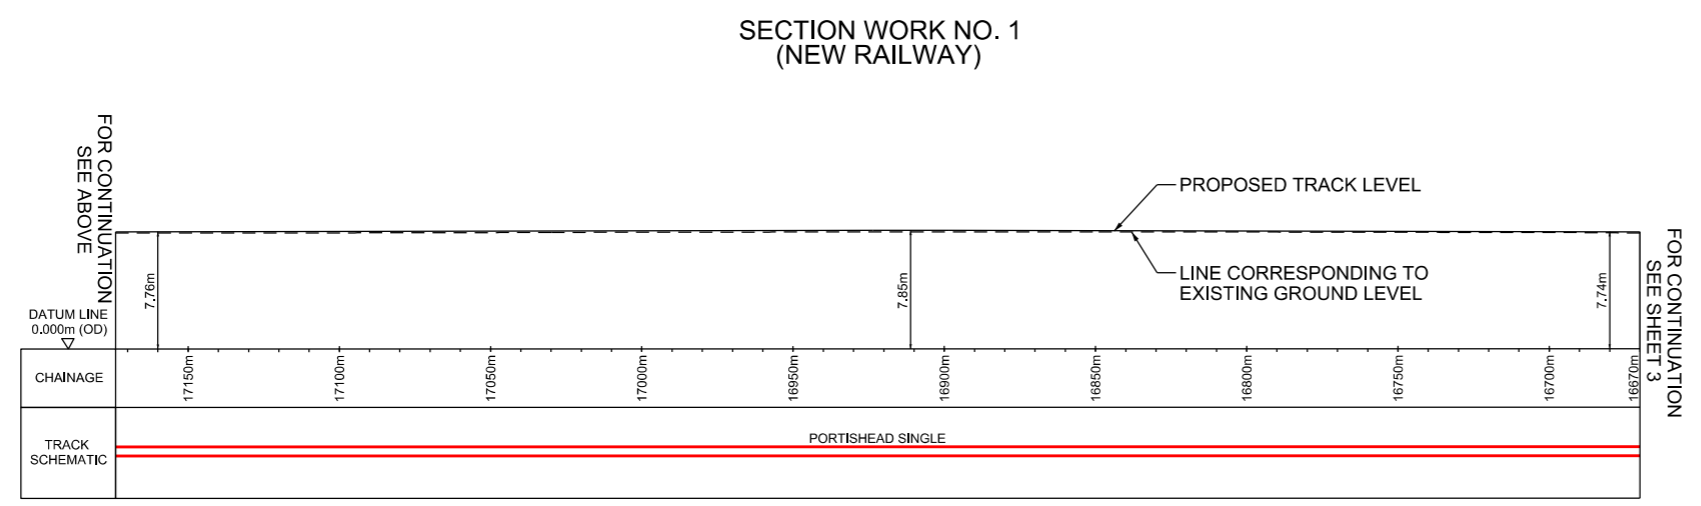 SECTION WORK NO. 1
(NEW RAILWAY)
FOR CONTINUATION
SEE ABOVE
PROPOSED TRACK LEVEL
LINE CORRESPONDING TO
EXISTING GROUND LEVEL
FOR CONTINUATION
SEE SHEET 3
7.76m
7.85m
7.74m
DATUM LINE
0.000m (OD)
CHAINAGE
17150m
17100m
17050m
17000m
16950m
16900m
16850m
16800m
16750m
16700m
16670m
TRACK
SCHEMATIC
PORTISHEAD SINGLE